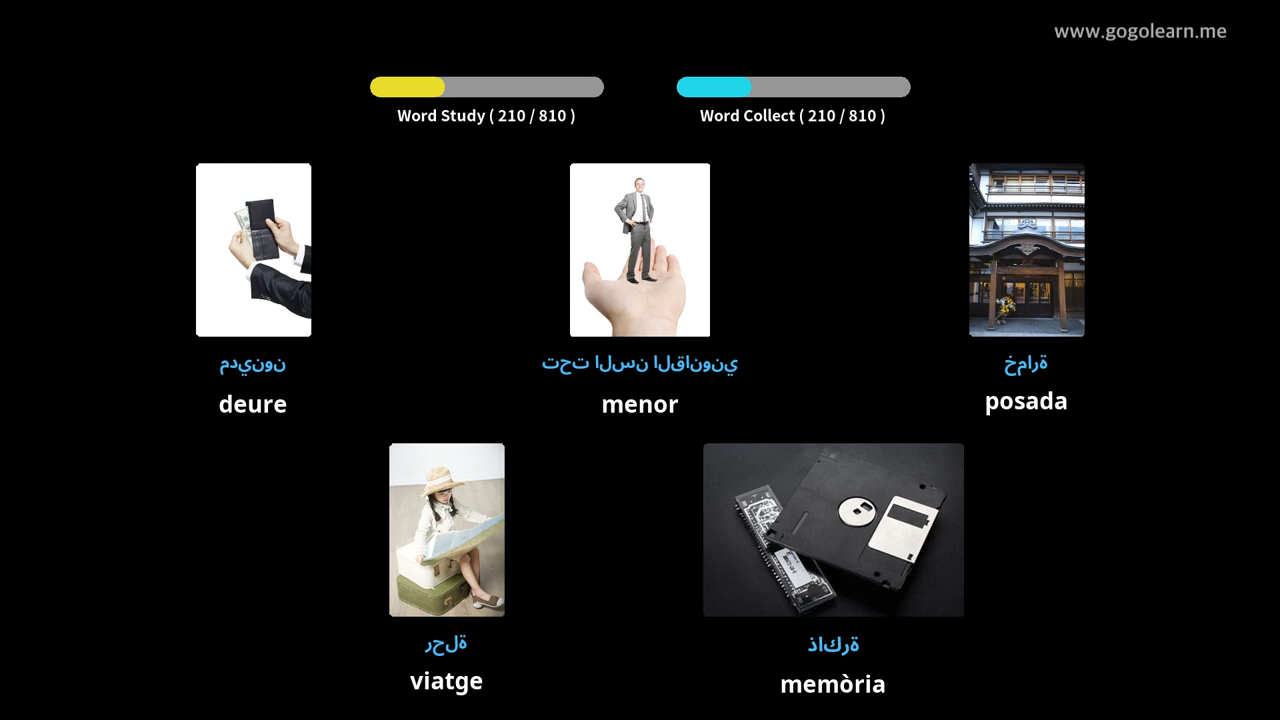 www.gogolearn.me
Word Study ( 210 / 810 )
Word Collect ( 210 / 810 )
مدينون
تحت السن القانوني
خمارة
deure
menor
posada
رحلة
ذاكرة
viatge
memòria